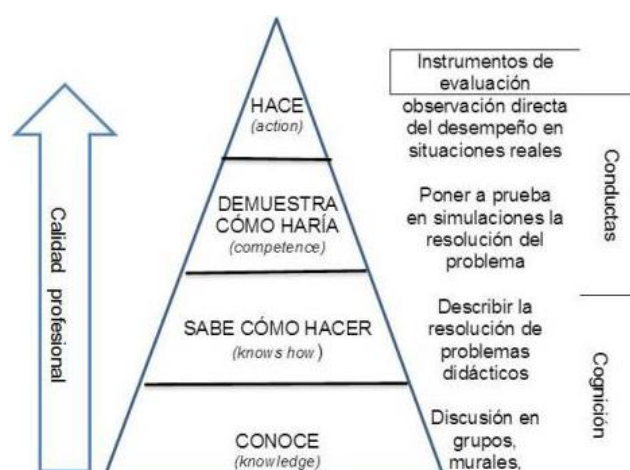 Calidad profesional
HACE
(action)
DEMUESTRA
CÓMO HARÍA
(competence)
SABE CÓMO HACER
(knows how)
CONOCE
(knowledge)
Instrumentos de
evaluación
observación directa
del desempeño en
situaciones reales
Poner a prueba
en simulaciones la
resolución del
problema
Describir la
resolución de
problemas
didácticos
Discusión en
grupos,
murales,
Conductas
Cognición